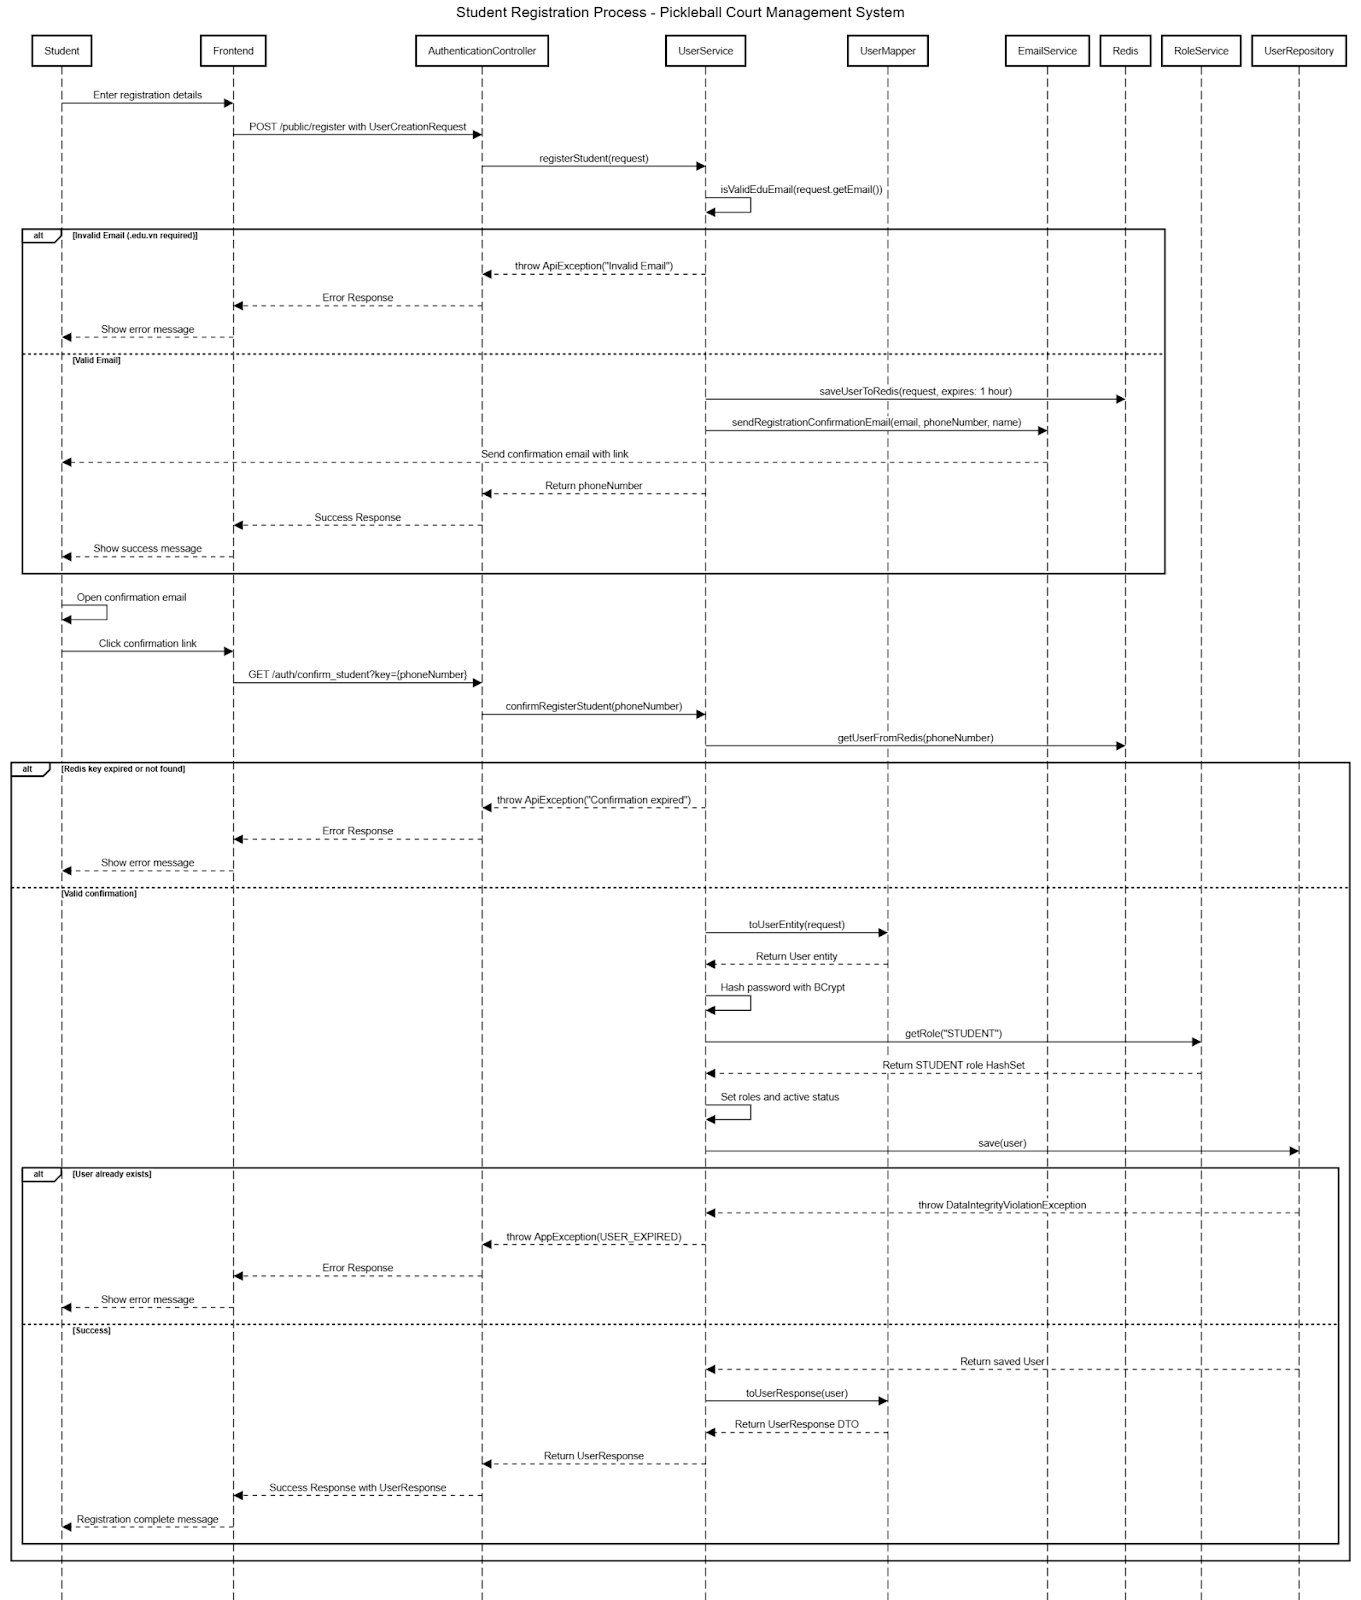 Student Registration Process - Pickleball Court Management System
Student
Frontend
AuthenticationController
UserService
UserMapper
EmailService
Redis
RoleService
UserRepository
Enter registration details
POST /public/register with UserCreationRequest
registerStudent(request)
isValidEduEmail(request.getEmail())
alt
[Invalid Email (.edu.vn required)]
throw ApiException("Invalid Email")
Error Response
Show error message
[Valid Email]
saveUserToRedis(request, expires: 1 hour)
sendRegistrationConfirmationEmail(email, phoneNumber, name)
Send confirmation email with link
Return phoneNumber
Success Response
Show success message
Open confirmation email
Click confirmation link
GET /auth/confirm_student?key={phoneNumber}
confirmRegisterStudent(phoneNumber)
getUserFromRedis(phoneNumber)
alt
[Redis key expired or not found]
throw ApiException("Confirmation expired")
Error Response
Show error message
[Valid confirmation]
toUserEntity(request)
Return User entity
Hash password with BCrypt
getRole("STUDENT")
Return STUDENT role HashSet
Set roles and active status
save(user)
alt
[User already exists]
throw DataIntegrityViolationException
throw AppException(USER_EXPIRED)
Error Response
Show error message
[Success]
Return saved User
toUserResponse(user)
Return UserResponse DTO
Return UserResponse
Success Response with UserResponse
Registration complete message